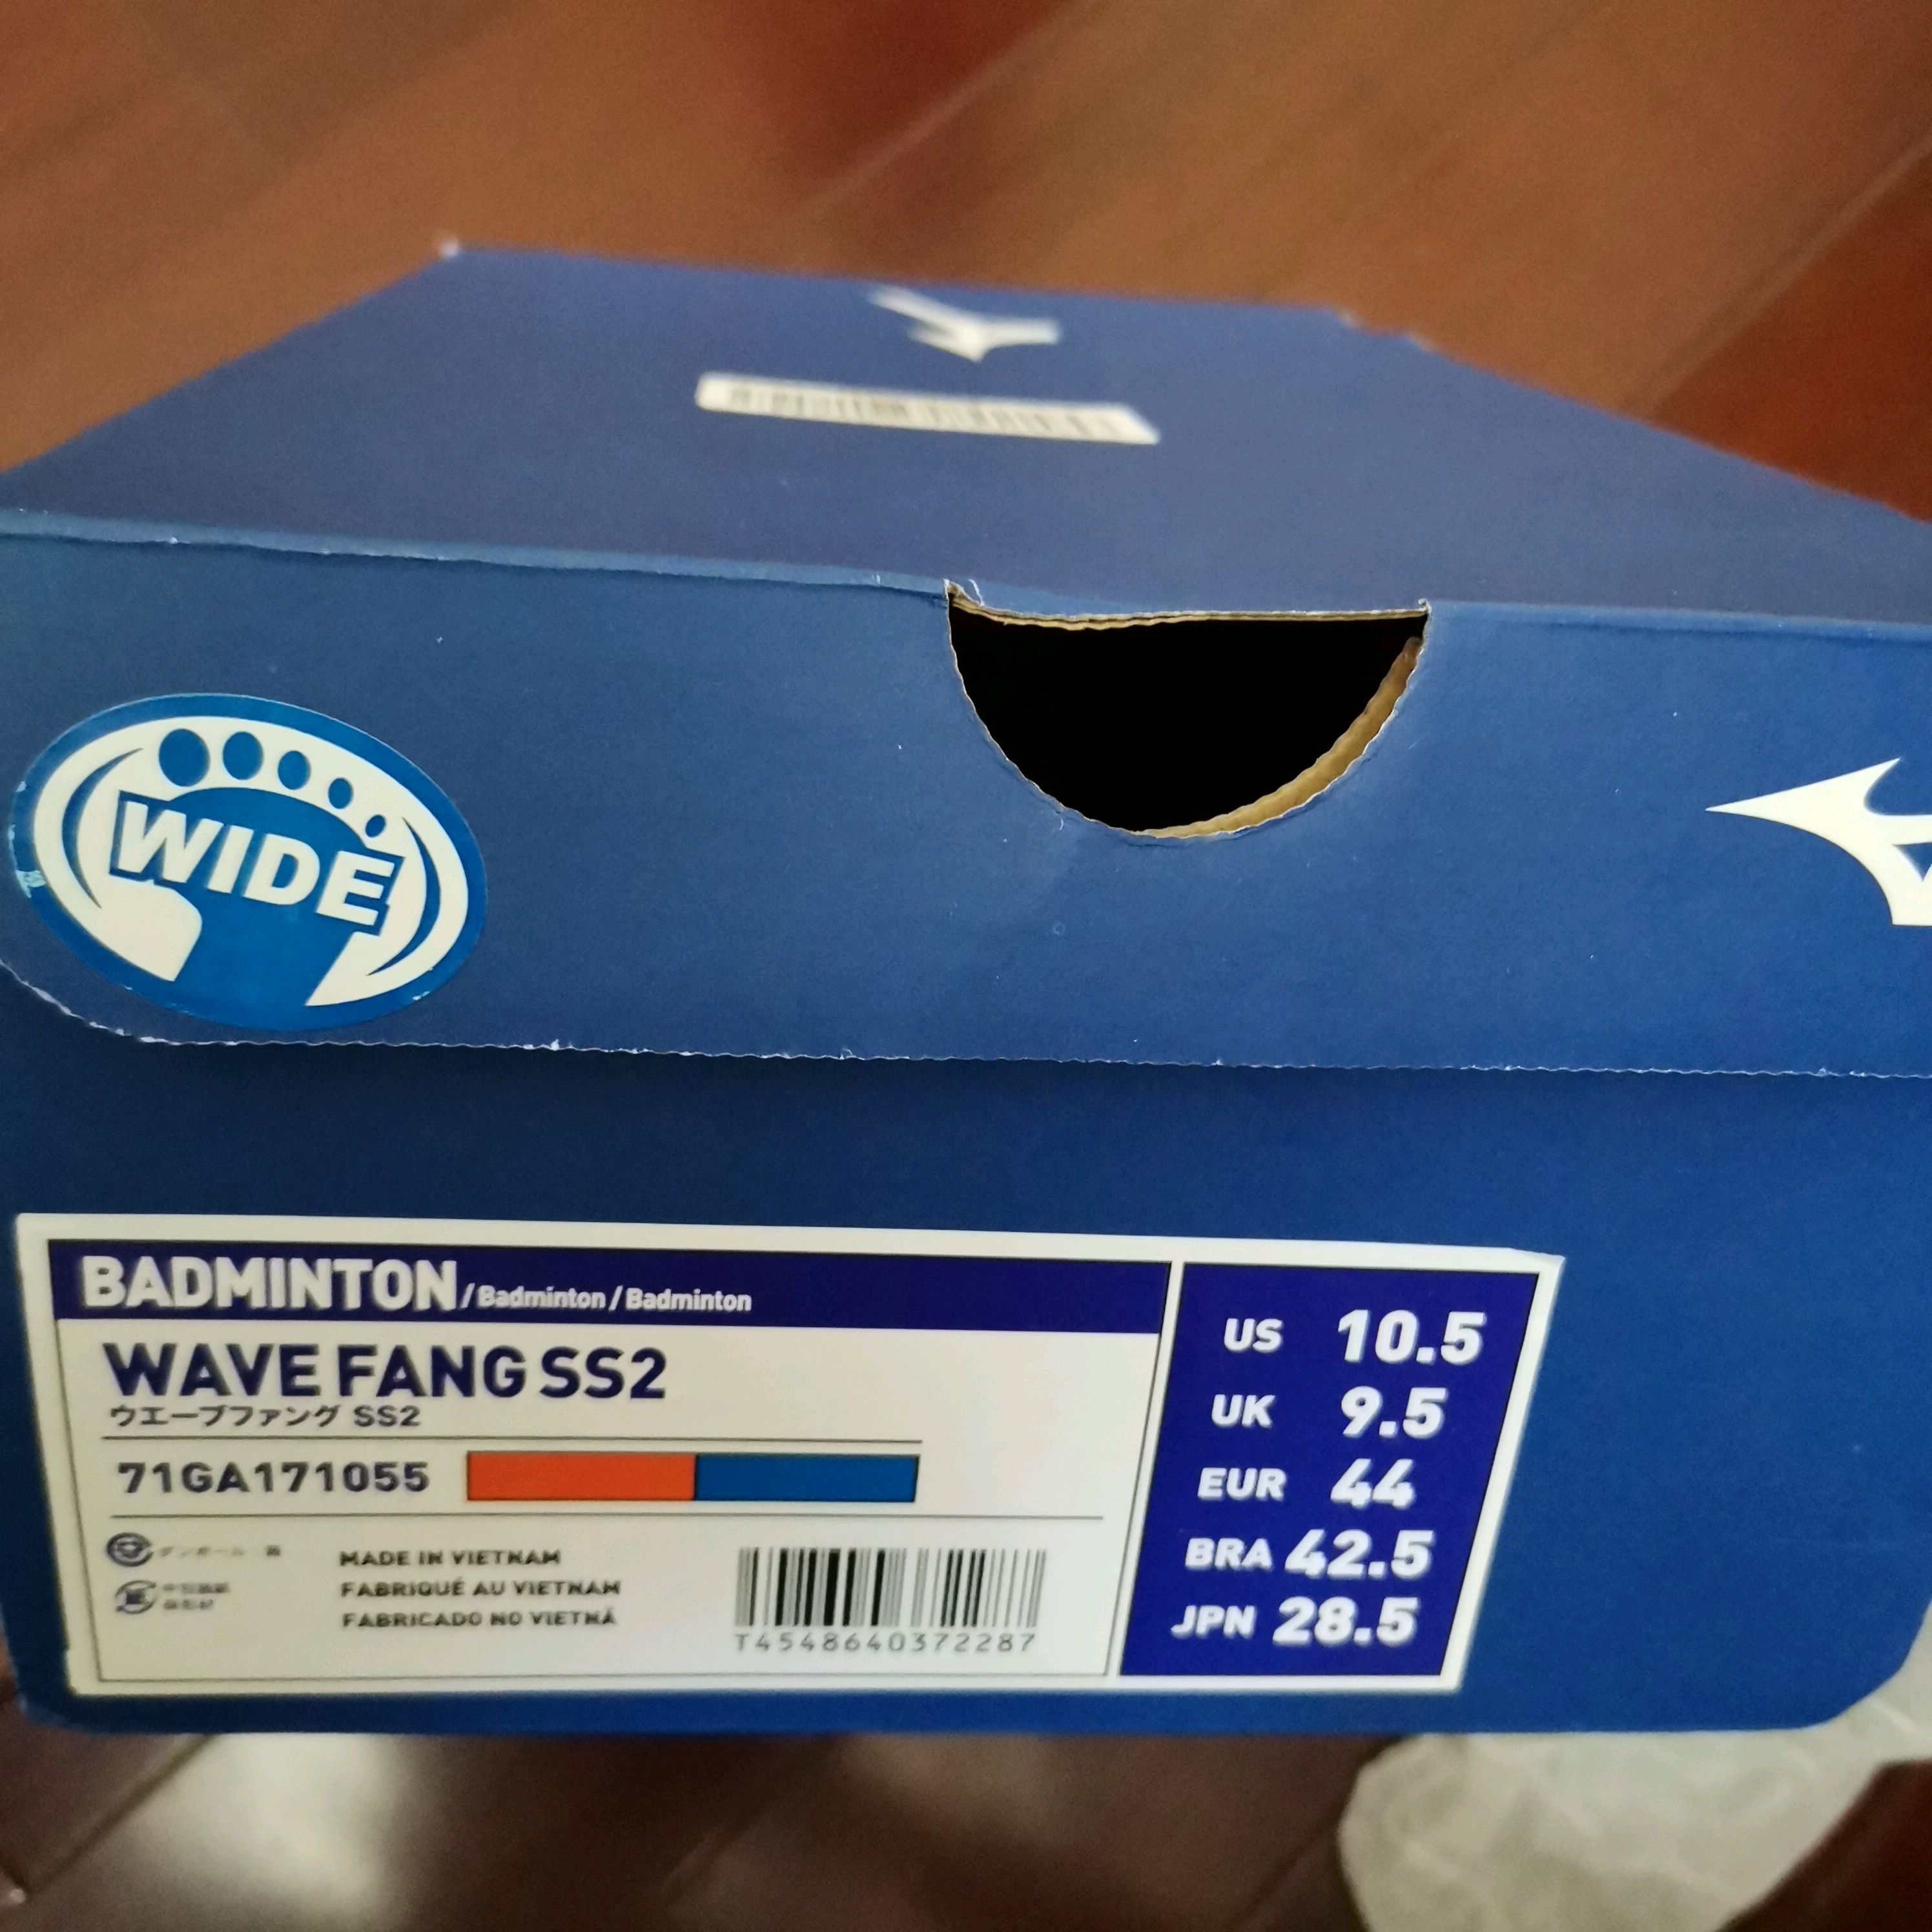 WIDE
BADMINTON/Badminton/Badminton
WAVE FANG SS2
ウエーブファング SS2
71GA171055
MADE IN VIETNAM
FABRIQUÉ AU VIETNAM
FABRICADO NO VIETNÃ
T4548640372287
US 10.5
UK 9.5
EUR 44
BRA 42.5
JPN 28.5